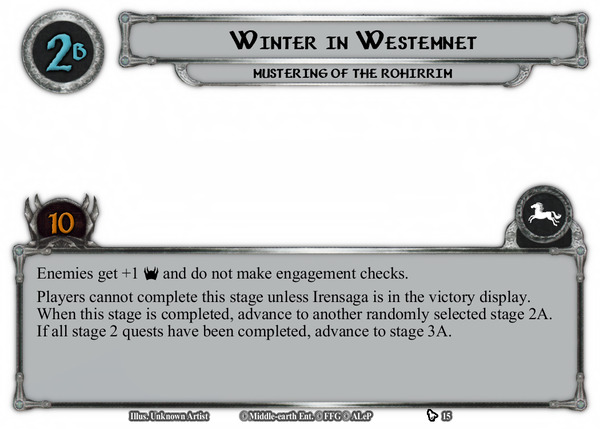 2B
Winter in Westemnet
Mustering of the Rohirrim
10
Enemies get +1 and do not make engagement checks.
Players cannot complete this stage unless Irensaga is in the victory display.
When this stage is completed, advance to another randomly selected stage 2A.
If all stage 2 quests have been completed, advance to stage 3A.
Illus. Unknown Artist © Middle-earth Ent. © FFG © ALeP 15